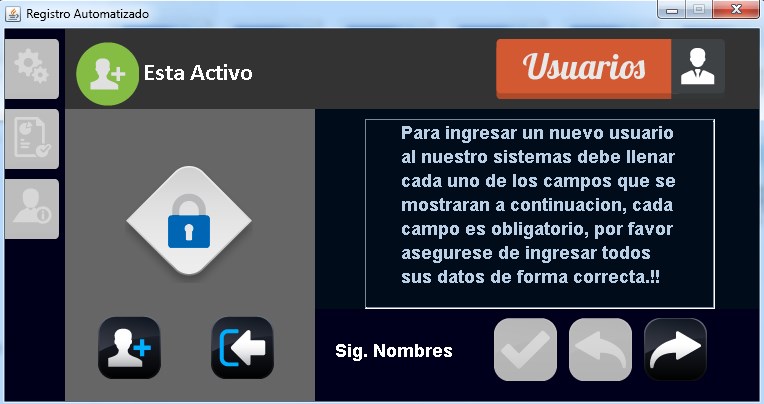 Registro Automatizado
Esta Activo
Usuarios
Para ingresar un nuevo usuario
al nuestro sistemas debe llenar
cada uno de los campos que se
mostraran a continuacion, cada
campo es obligatorio, por favor
asegurese de ingresar todos
sus datos de forma correcta.!!
Sig. Nombres